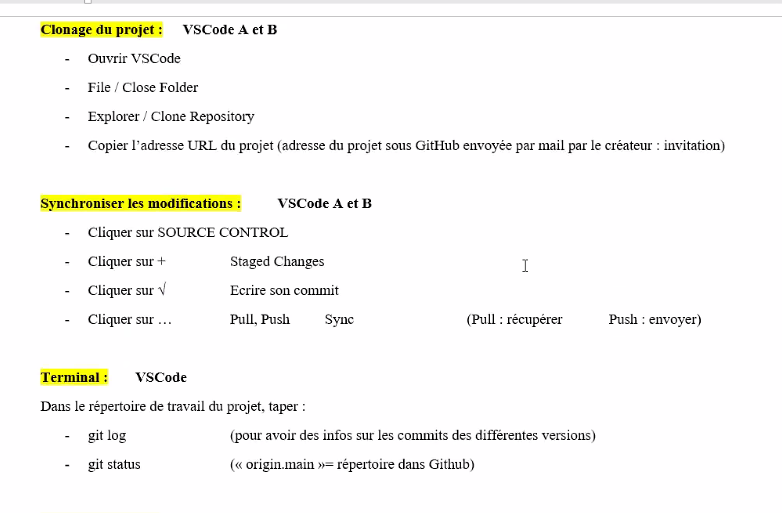 Clonage du projet : VSCode A et B
- Ouvrir VSCode
- File / Close Folder
- Explorer / Clone Repository
- Copier l’adresse URL du projet (adresse du projet sous GitHub envoyée par mail par le créateur : invitation)
Synchroniser les modifications : VSCode A et B
- Cliquer sur SOURCE CONTROL
- Cliquer sur + Staged Changes
- Cliquer sur √ Ecrire son commit
- Cliquer sur … Pull, Push Sync (Pull : récupérer Push : envoyer)
Terminal : VSCode
Dans le répertoire de travail du projet, taper :
- git log (pour avoir des infos sur les commits des différentes versions)
- git status (« origin.main »= répertoire dans Github)